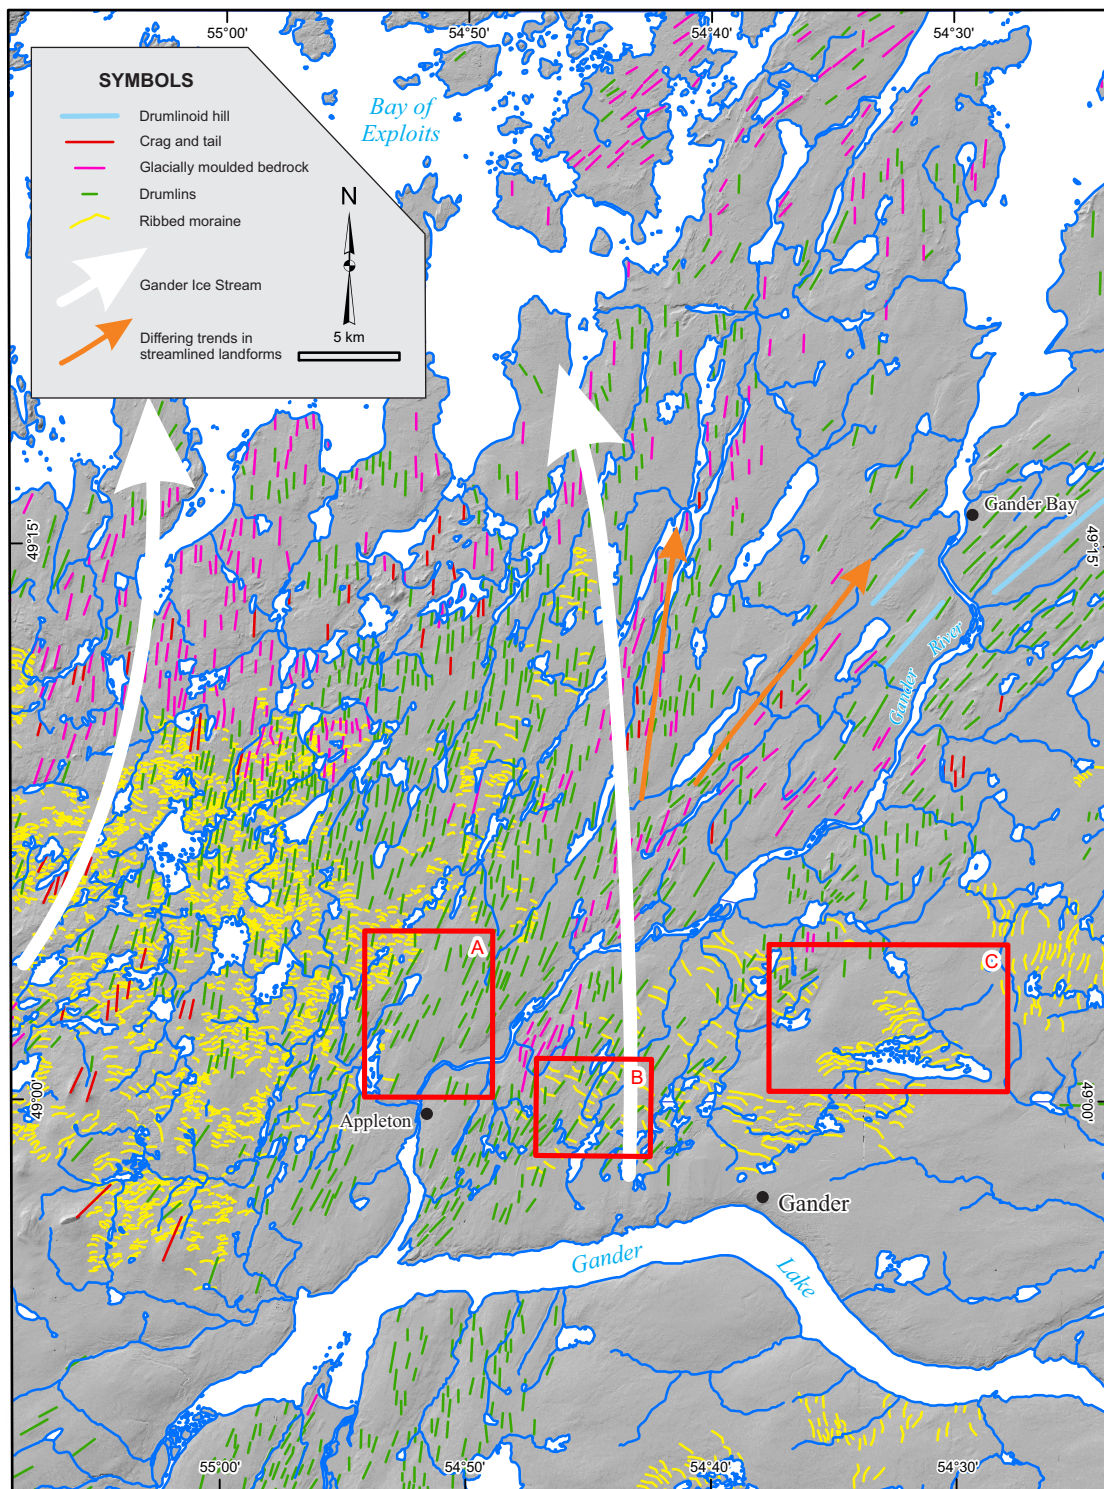 55°00'
54°50'
54°40'
54°30'
SYMBOLS
Drumlinoid hill
Crag and tail
Glacially moulded bedrock
Drumlins
Ribbed moraine
Gander Ice Stream
Differing trends in
streamlined landforms
N
5 km
Bay of
Exploits
49°15'
Gander Bay
49°15'
Gander River
A
B
C
49°00'
Appleton
49°00'
Gander
Gander Lake
55°00'
54°50'
54°40'
54°30'